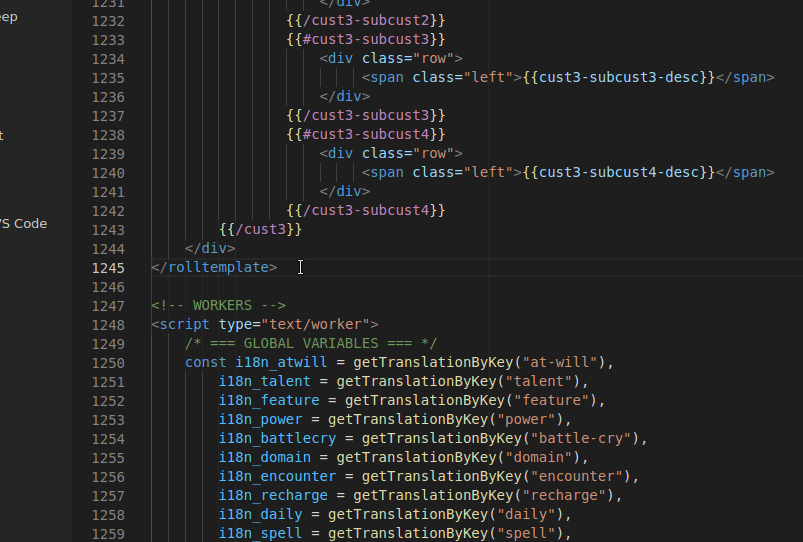 eep
t
VS Code
1231 </div>
1232 {{/cust3-subcust2}}
1233 {{#cust3-subcust3}}
1234 <div class="row">
1235 <span class="left">{{cust3-subcust3-desc}}</span>
1236 </div>
1237 {{/cust3-subcust3}}
1238 {{#cust3-subcust4}}
1239 <div class="row">
1240 <span class="left">{{cust3-subcust4-desc}}</span>
1241 </div>
1242 {{/cust3-subcust4}}
1243 {{/cust3}}
1244 </div>
1245 </rolltemplate>
1246
1247 <!-- WORKERS -->
1248 <script type="text/worker">
1249 /* === GLOBAL VARIABLES === */
1250 const i18n_atwill = getTranslationByKey("at-will"),
1251 i18n_talent = getTranslationByKey("talent"),
1252 i18n_feature = getTranslationByKey("feature"),
1253 i18n_power = getTranslationByKey("power"),
1254 i18n_battlecry = getTranslationByKey("battle-cry"),
1255 i18n_domain = getTranslationByKey("domain"),
1256 i18n_encounter = getTranslationByKey("encounter"),
1257 i18n_recharge = getTranslationByKey("recharge"),
1258 i18n_daily = getTranslationByKey("daily"),
1259 i18n_spell = getTranslationByKey("spell"),